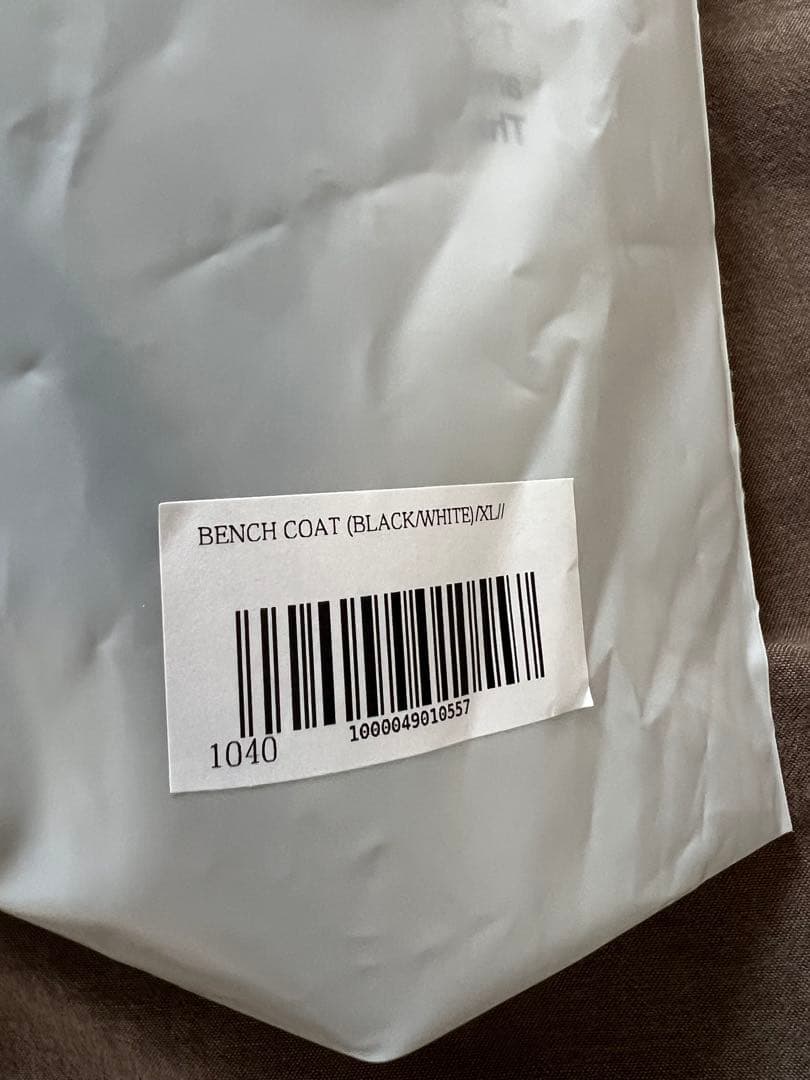 BENCH COAT (BLACK/WHITE)/XL//
1040
1000049010557